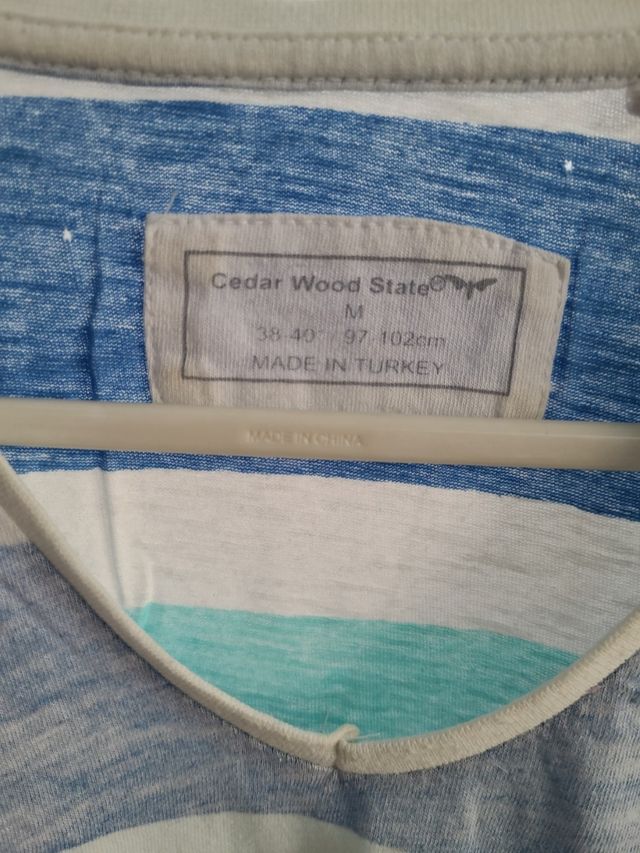 Cedar Wood State®
M
38-40" 97-102cm
MADE IN TURKEY
MADE IN CHINA